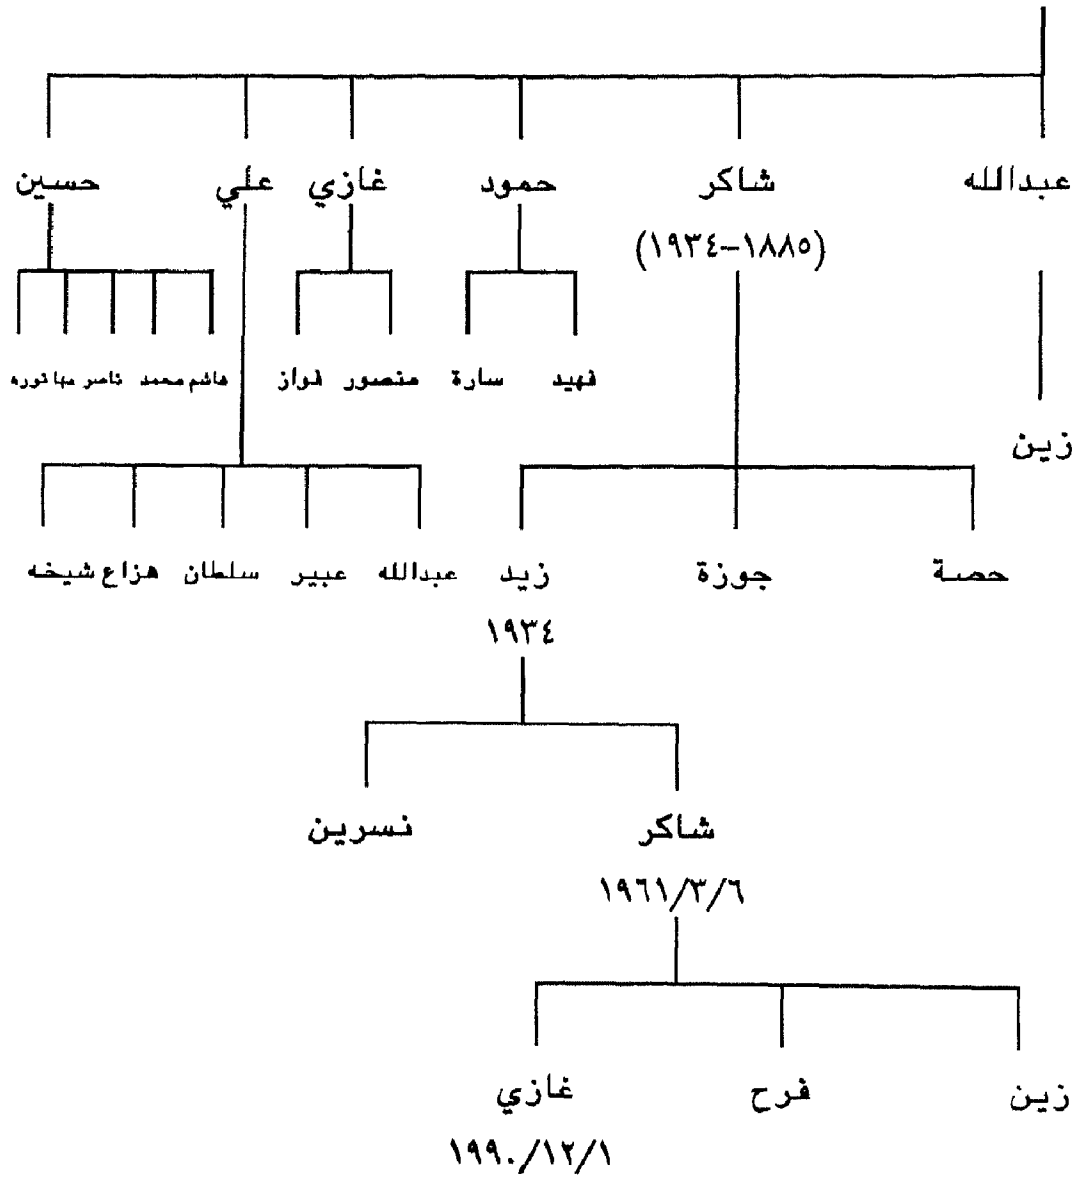 عبدالله شاكر حمود غازي علي حسين
(١٨٨٥-١٩٣٤)
فهيد سارة منصور فواز هاشم محمد ناصر مها نوره
زين
حصة جوزة زيد عبدالله عبير سلطان هزاع شيخه
١٩٣٤
شاكر نسرين
١٩٦١/٣/٦
زين فرح غازي
١٩٩٠/١٢/١